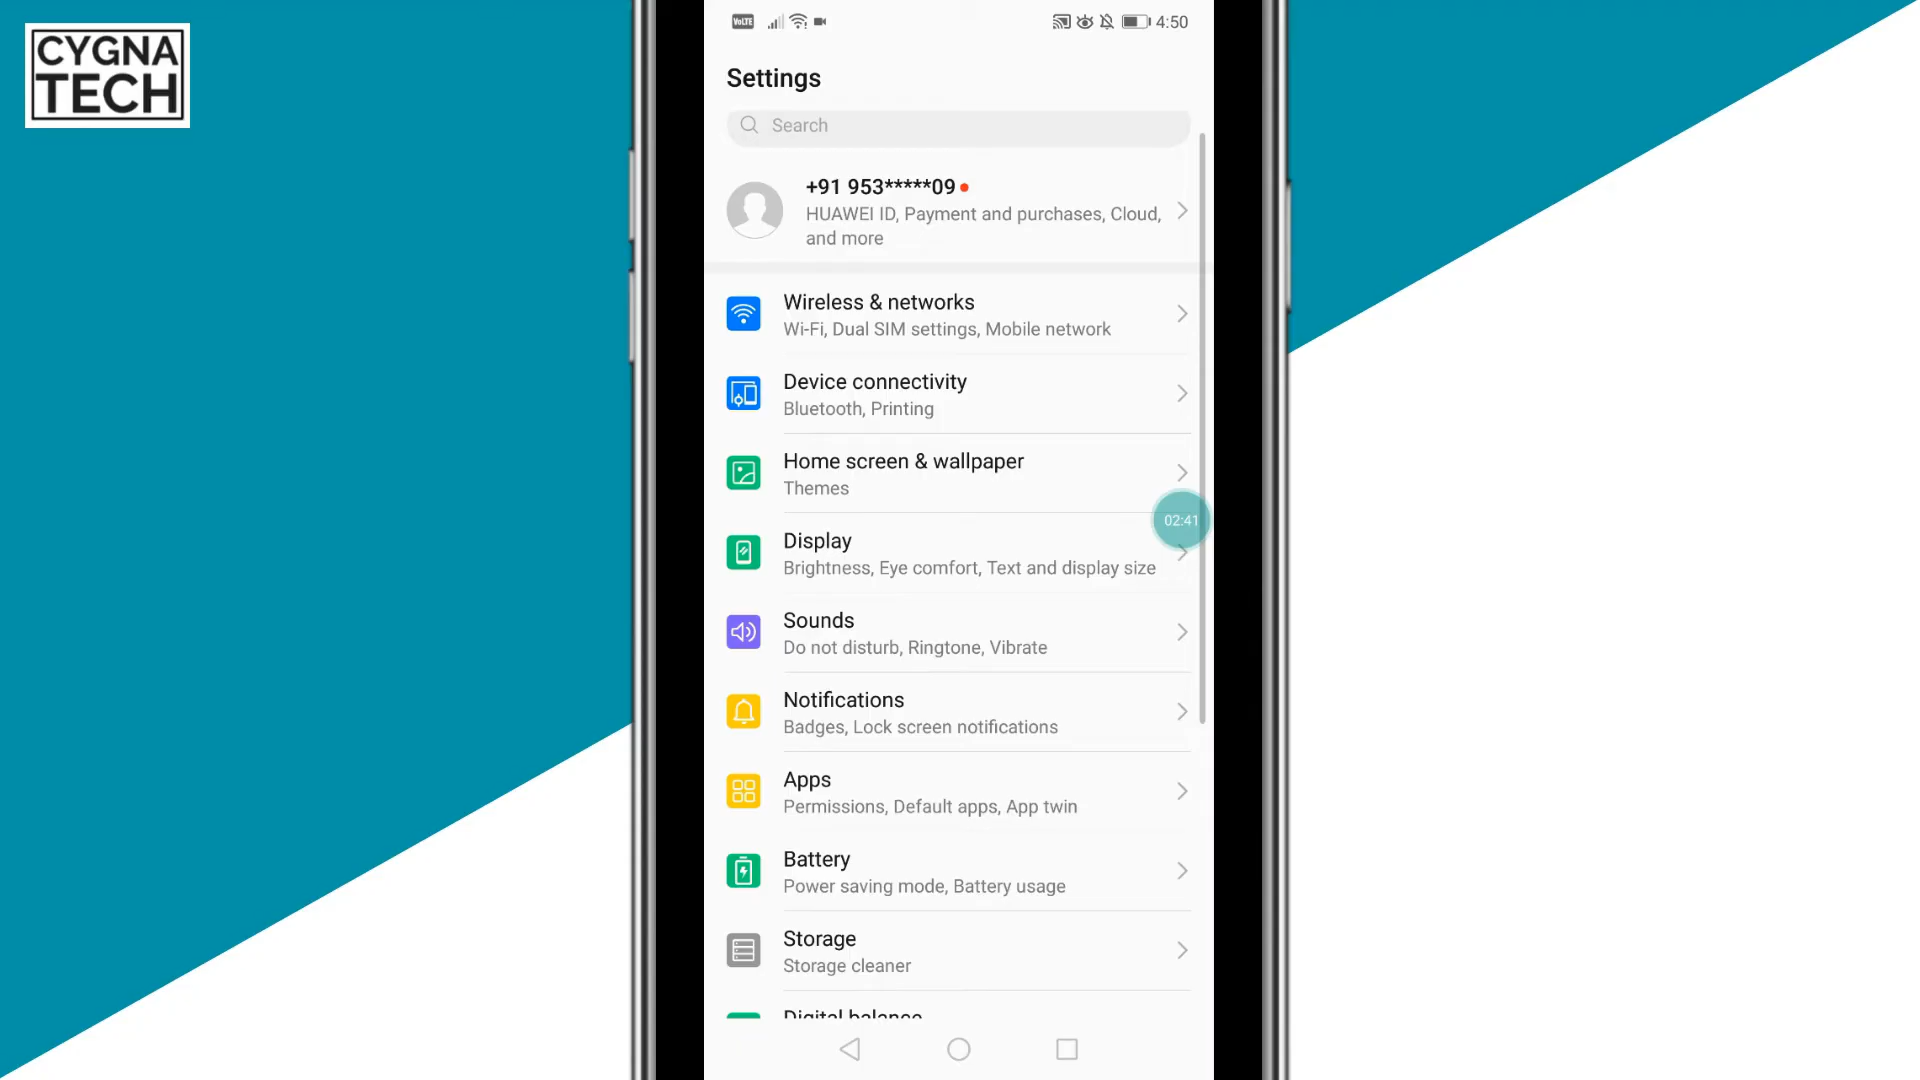 CYGNA
TECH
VoLTE
4:50
Settings
Search
+91 953*****09
HUAWEI ID, Payment and purchases, Cloud,
and more
Wireless & networks
Wi-Fi, Dual SIM settings, Mobile network
Device connectivity
Bluetooth, Printing
Home screen & wallpaper
Themes
02:41
Display
Brightness, Eye comfort, Text and display size
Sounds
Do not disturb, Ringtone, Vibrate
Notifications
Badges, Lock screen notifications
Apps
Permissions, Default apps, App twin
Battery
Power saving mode, Battery usage
Storage
Storage cleaner
Digital balance